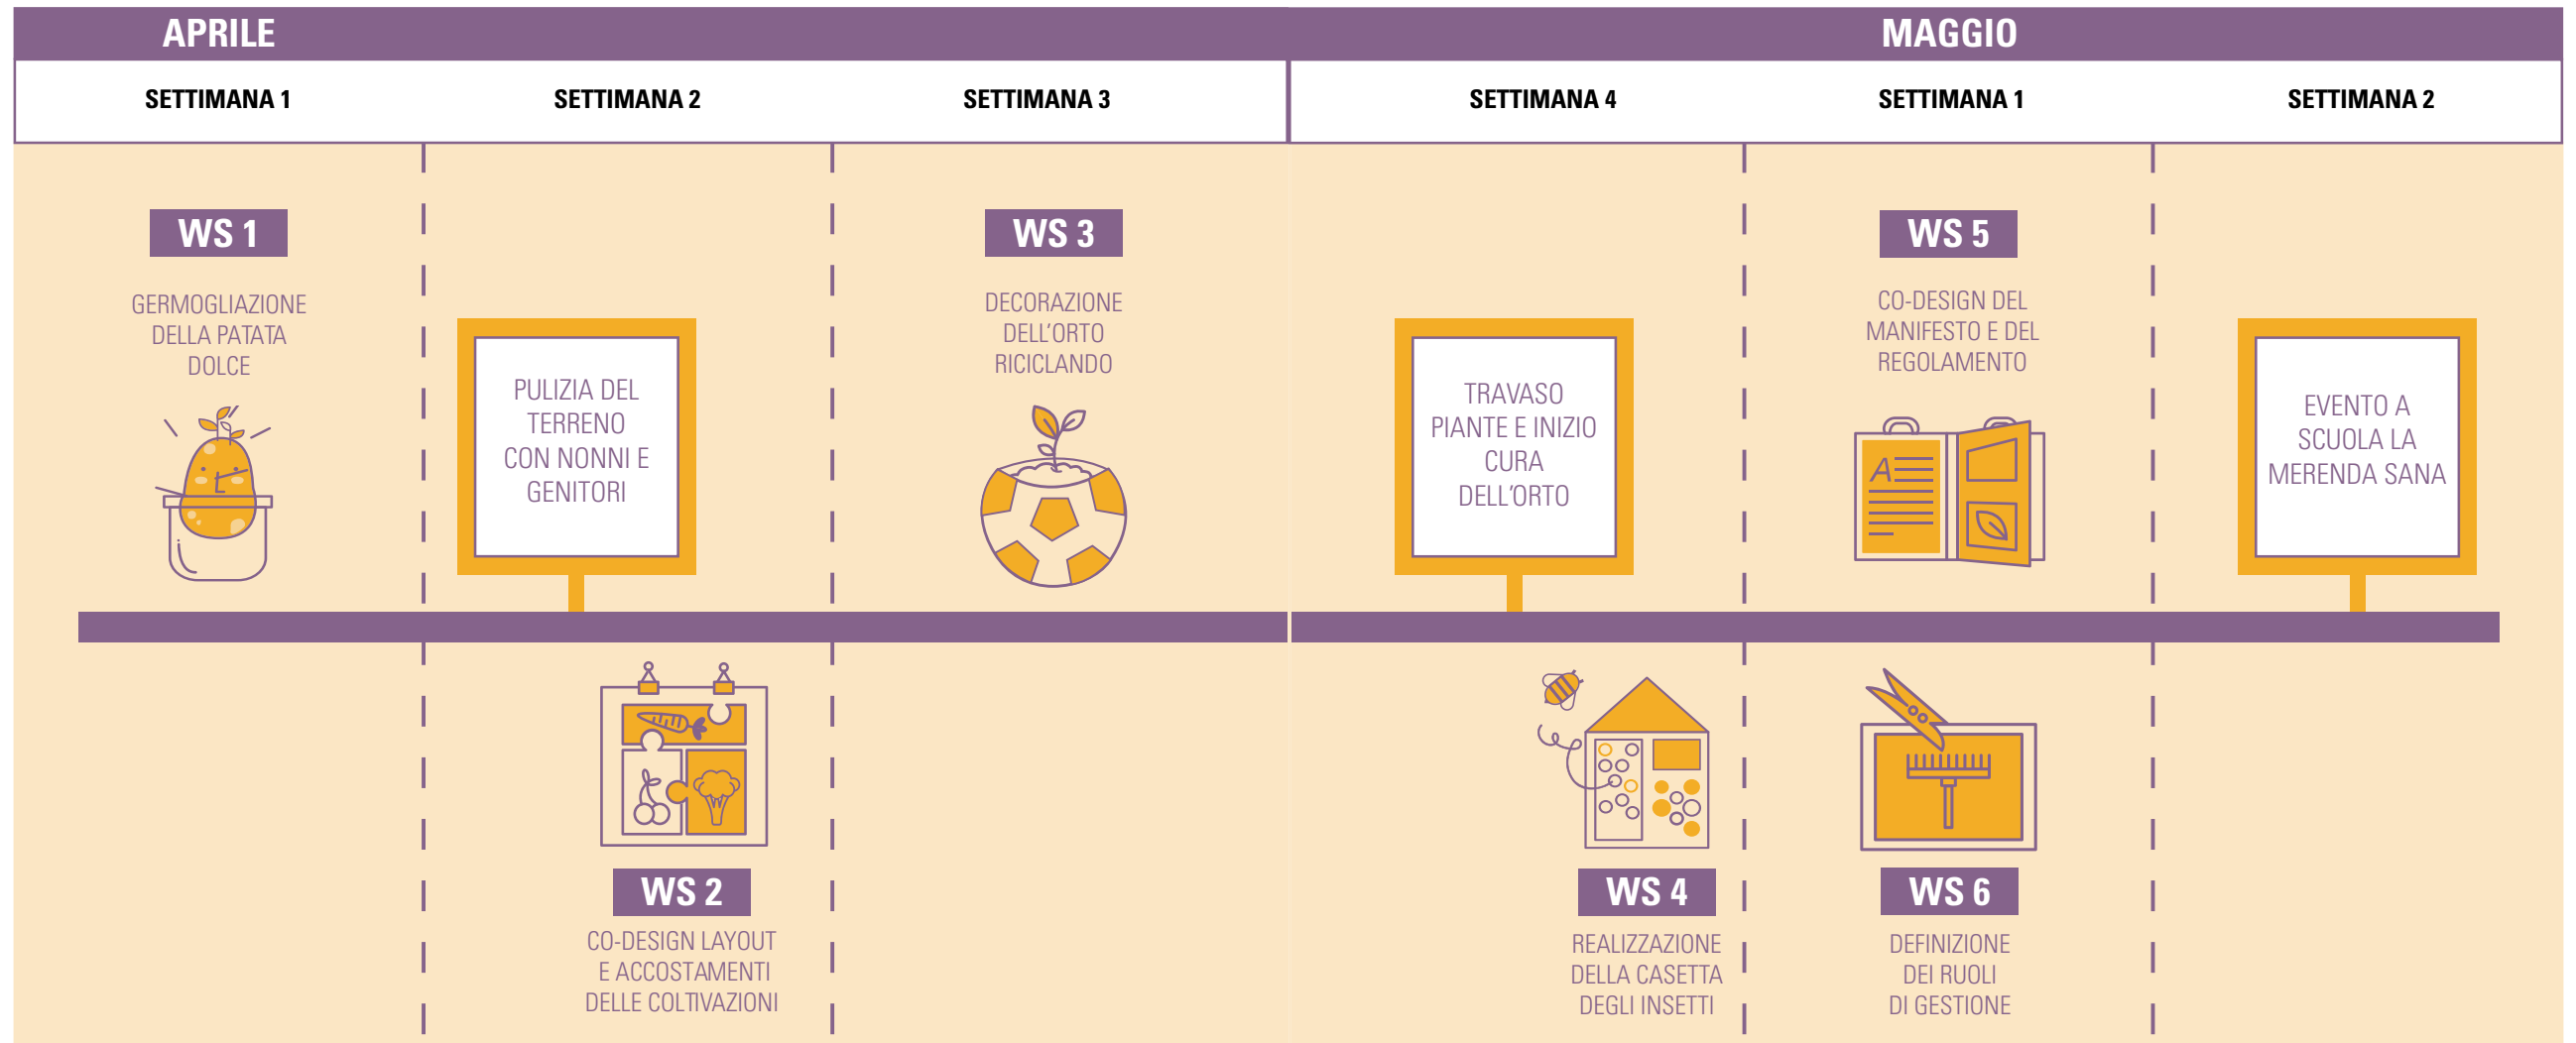 APRILE
MAGGIO
SETTIMANA 1
SETTIMANA 2
SETTIMANA 3
SETTIMANA 4
SETTIMANA 1
SETTIMANA 2
WS 1
GERMOGLIAZIONE
DELLA PATATA
DOLCE
PULIZIA DEL
TERRENO
CON NONNI E
GENITORI
WS 2
CO-DESIGN LAYOUT
E ACCOSTAMENTI
DELLE COLTIVAZIONI
WS 3
DECORAZIONE
DELL'ORTO
RICICLANDO
TRAVASO
PIANTE E INIZIO
CURA
DELL'ORTO
WS 4
REALIZZAZIONE
DELLA CASETTA
DEGLI INSETTI
WS 5
CO-DESIGN DEL
MANIFESTO E DEL
REGOLAMENTO
A
WS 6
DEFINIZIONE
DEI RUOLI
DI GESTIONE
EVENTO A
SCUOLA LA
MERENDA SANA